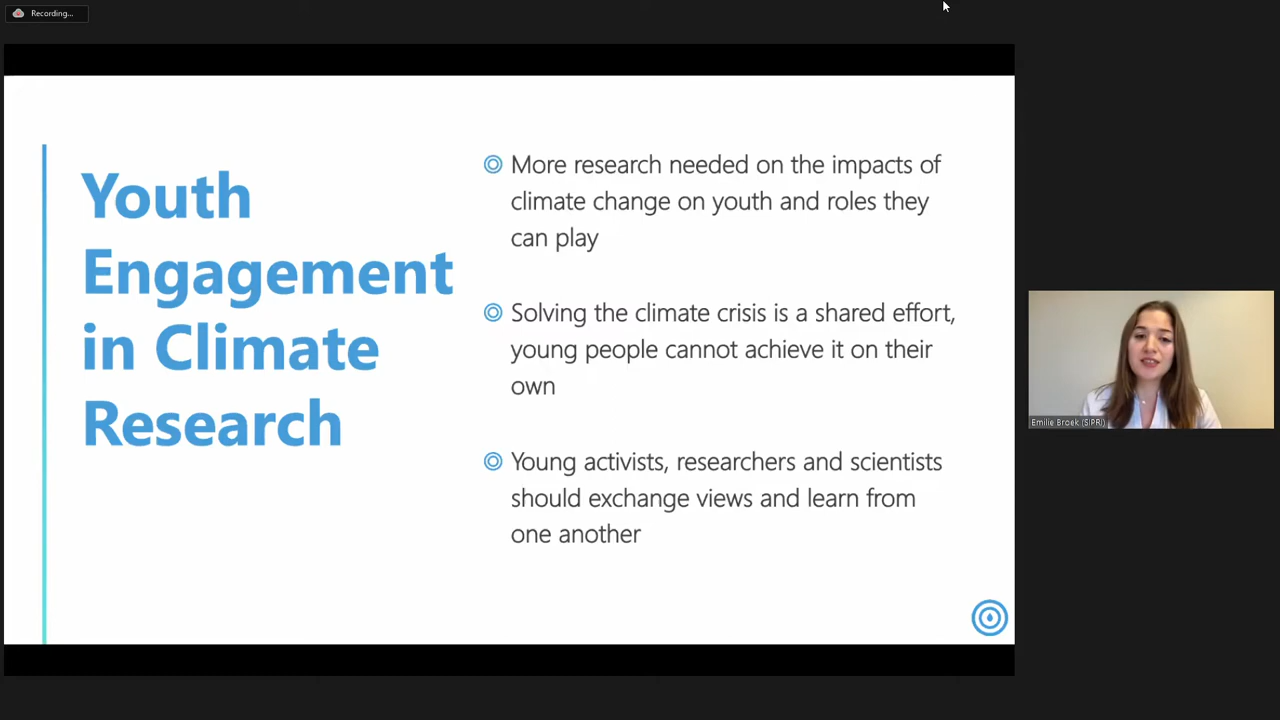 Recording...
Youth
Engagement
in Climate
Research
More research needed on the impacts of
climate change on youth and roles they
can play
Solving the climate crisis is a shared effort,
young people cannot achieve it on their
own
Young activists, researchers and scientists
should exchange views and learn from
one another
Emilie Broek (SIPRI)